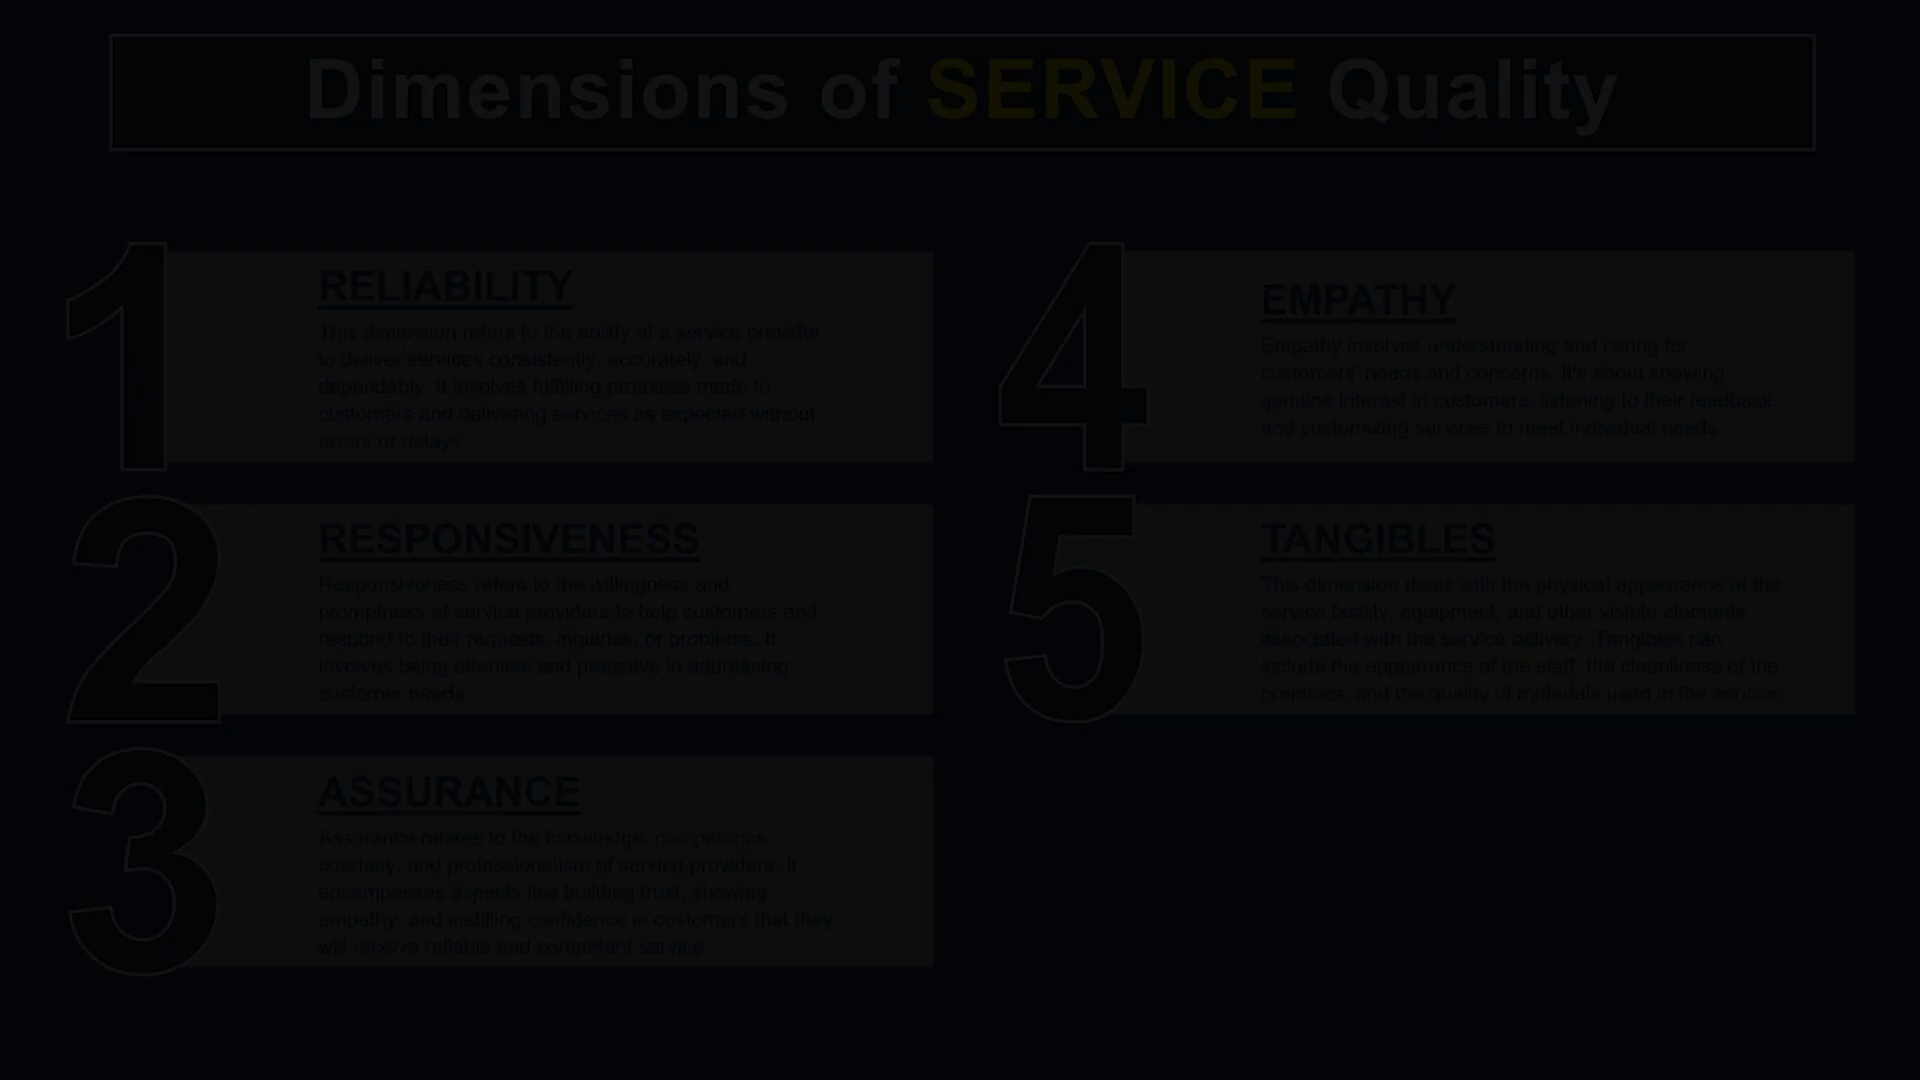 Dimensions of SERVICE Quality
1
RELIABILITY
This dimension refers to the ability of a service provider
to deliver services consistently, accurately, and
dependably. It involves fulfilling promises made to
customers and delivering services as expected without
errors or delays.
2
RESPONSIVENESS
Responsiveness refers to the willingness and
promptness of service providers to help customers and
respond to their requests, inquiries, or problems. It
involves being attentive and proactive in addressing
customer needs.
3
ASSURANCE
Assurance relates to the knowledge, competence,
courtesy, and professionalism of service providers. It
encompasses aspects like building trust, showing
empathy, and instilling confidence in customers that they
will receive reliable and competent service.
4
EMPATHY
Empathy involves understanding and caring for
customers' needs and concerns. It's about showing
genuine interest in customers, listening to their feedback,
and customizing services to meet individual needs.
5
TANGIBLES
This dimension deals with the physical appearance of the
service facility, equipment, and other visible elements
associated with the service delivery. Tangibles can
include the appearance of the staff, the cleanliness of the
premises, and the quality of materials used in the service.